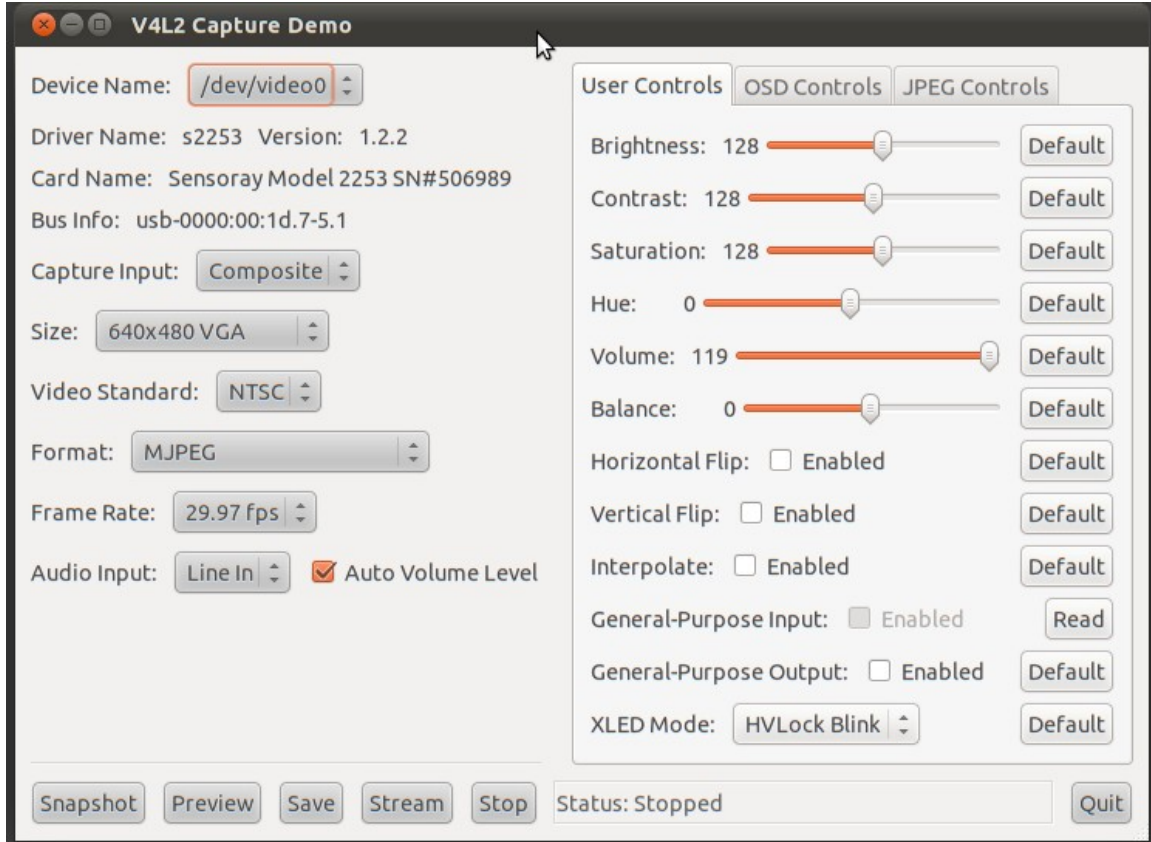 V4L2 Capture Demo
Device Name: /dev/video0
Driver Name: s2253 Version: 1.2.2
Card Name: Sensoray Model 2253 SN#506989
Bus Info: usb-0000:00:1d.7-5.1
Capture Input: Composite
Size: 640x480 VGA
Video Standard: NTSC
Format: MJPEG
Frame Rate: 29.97 fps
Audio Input: Line In Auto Volume Level
User Controls OSD Controls JPEG Controls
Brightness: 128 Default
Contrast: 128 Default
Saturation: 128 Default
Hue: 0 Default
Volume: 119 Default
Balance: 0 Default
Horizontal Flip: Enabled Default
Vertical Flip: Enabled Default
Interpolate: Enabled Default
General-Purpose Input: Enabled Read
General-Purpose Output: Enabled Default
XLED Mode: HVLock Blink Default
Snapshot Preview Save Stream Stop Status: Stopped Quit